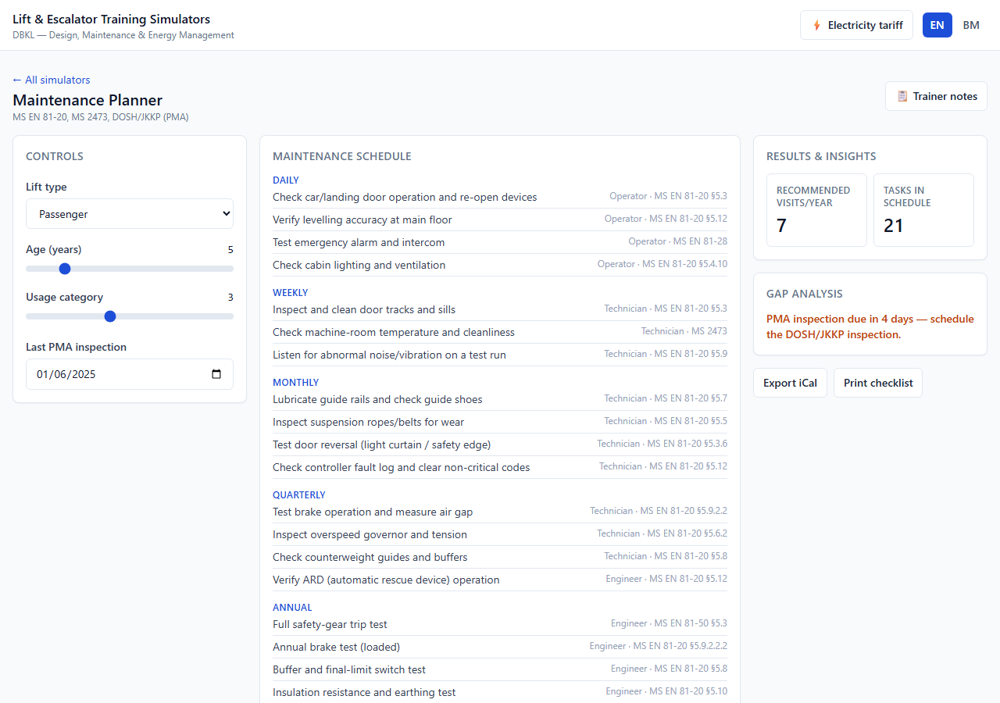 Lift & Escalator Training Simulators
DBKL — Design, Maintenance & Energy Management
Electricity tariff
EN
BM
← All simulators
Maintenance Planner
MS EN 81-20, MS 2473, DOSH/JKKP (PMA)
Trainer notes
CONTROLS
Lift type
Passenger
Age (years) 5
Usage category 3
Last PMA inspection
01/06/2025
MAINTENANCE SCHEDULE
DAILY
Check car/landing door operation and re-open devices Operator · MS EN 81-20 §5.3
Verify levelling accuracy at main floor Operator · MS EN 81-20 §5.12
Test emergency alarm and intercom Operator · MS EN 81-28
Check cabin lighting and ventilation Operator · MS EN 81-20 §5.4.10
WEEKLY
Inspect and clean door tracks and sills Technician · MS EN 81-20 §5.3
Check machine-room temperature and cleanliness Technician · MS 2473
Listen for abnormal noise/vibration on a test run Technician · MS EN 81-20 §5.9
MONTHLY
Lubricate guide rails and check guide shoes Technician · MS EN 81-20 §5.7
Inspect suspension ropes/belts for wear Technician · MS EN 81-20 §5.5
Test door reversal (light curtain / safety edge) Technician · MS EN 81-20 §5.3.6
Check controller fault log and clear non-critical codes Technician · MS EN 81-20 §5.12
QUARTERLY
Test brake operation and measure air gap Technician · MS EN 81-20 §5.9.2.2
Inspect overspeed governor and tension Technician · MS EN 81-20 §5.6.2
Check counterweight guides and buffers Technician · MS EN 81-20 §5.8
Verify ARD (automatic rescue device) operation Engineer · MS EN 81-20 §5.12
ANNUAL
Full safety-gear trip test Engineer · MS EN 81-50 §5.3
Annual brake test (loaded) Engineer · MS EN 81-20 §5.9.2.2.2
Buffer and final-limit switch test Engineer · MS EN 81-20 §5.8
Insulation resistance and earthing test Engineer · MS EN 81-20 §5.10
RESULTS & INSIGHTS
RECOMMENDED VISITS/YEAR
7
TASKS IN SCHEDULE
21
GAP ANALYSIS
PMA inspection due in 4 days — schedule
the DOSH/JKKP inspection.
Export iCal
Print checklist